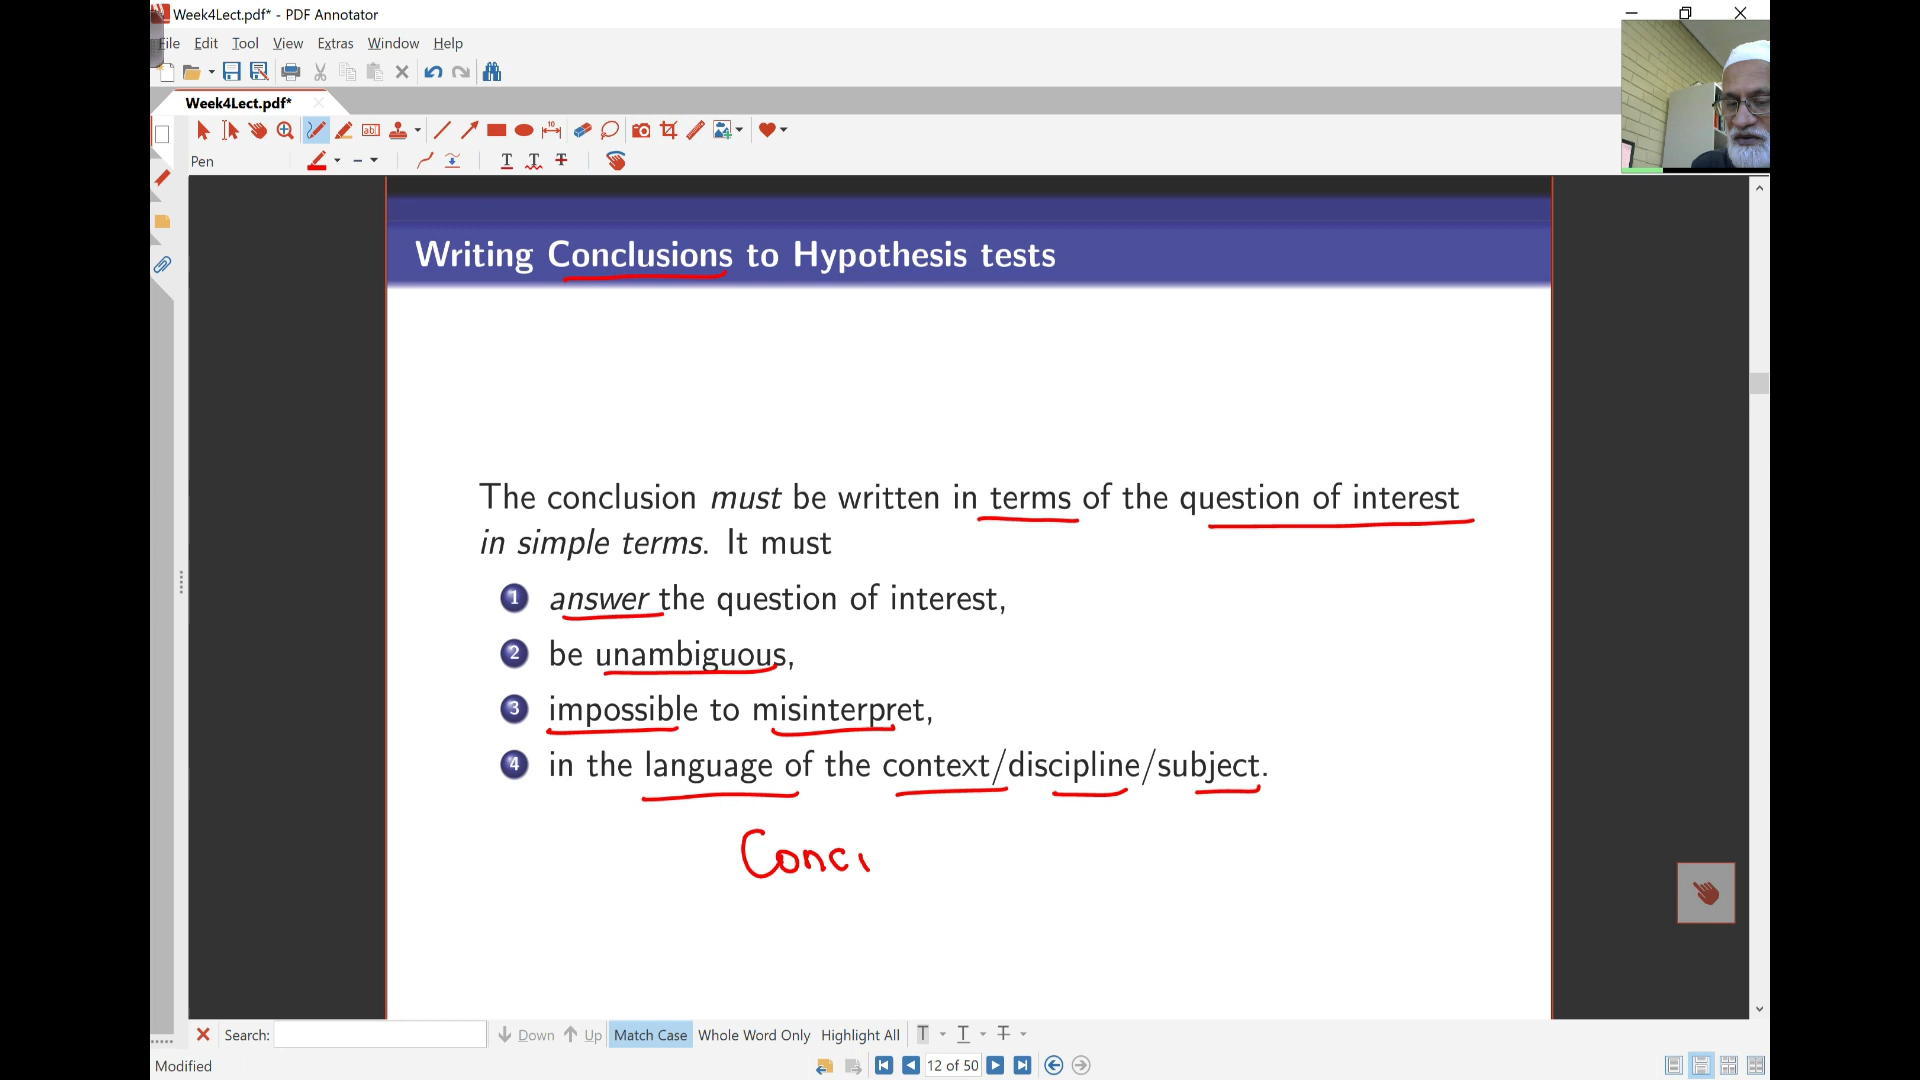 Week4Lect.pdf* - PDF Annotator
File Edit Tool View Extras Window Help
Week4Lect.pdf*
Pen
Writing Conclusions to Hypothesis tests
The conclusion must be written in terms of the question of interest
in simple terms. It must
1 answer the question of interest,
2 be unambiguous,
3 impossible to misinterpret,
4 in the language of the context/discipline/subject.
Conci
Search: Down Up Match Case Whole Word Only Highlight All T T T
Modified 12 of 50